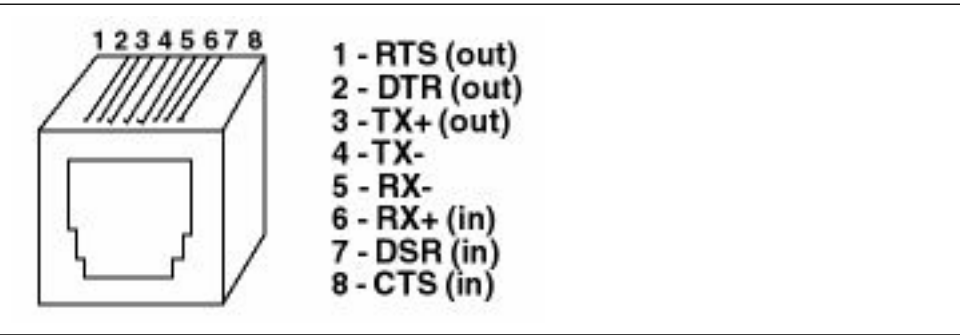 1 2 3 4 5 6 7 8
1 - RTS (out)
2 - DTR (out)
3 - TX+ (out)
4 - TX-
5 - RX-
6 - RX+ (in)
7 - DSR (in)
8 - CTS (in)